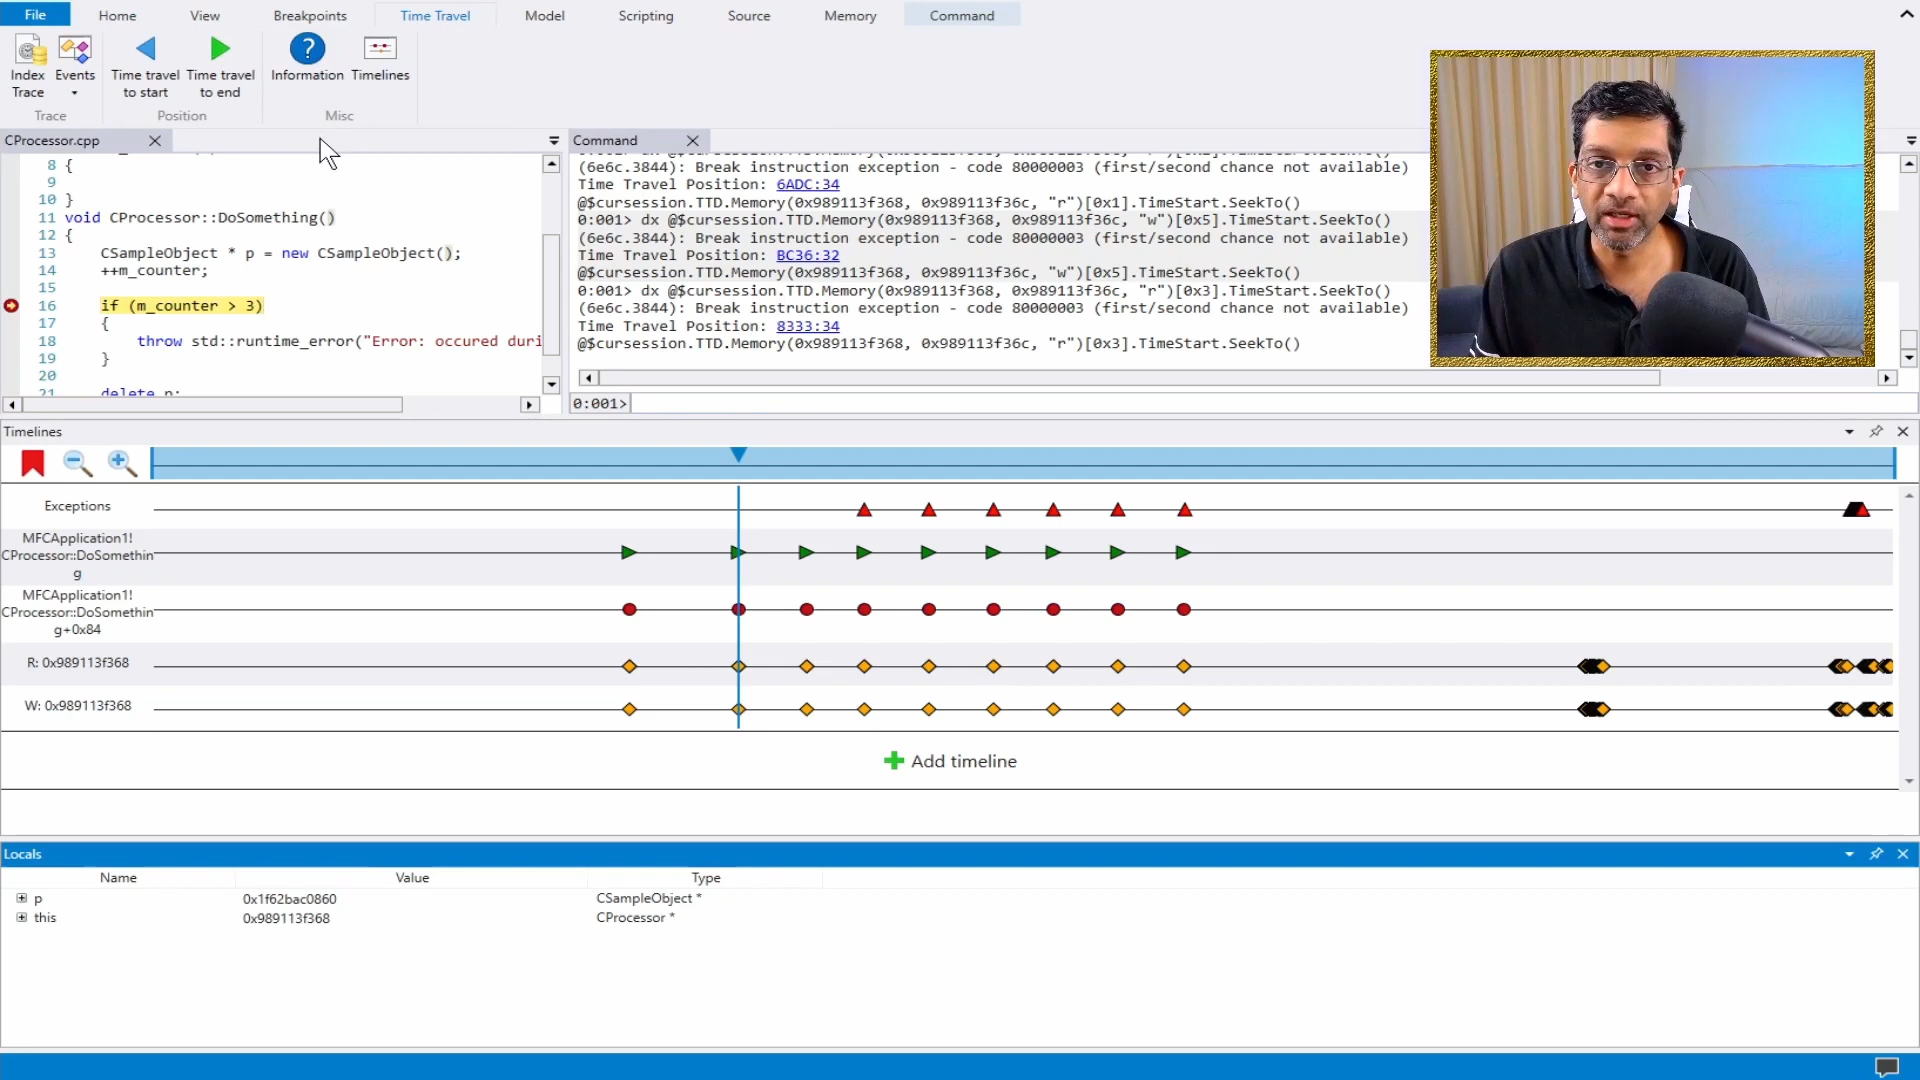 File Home View Breakpoints Time Travel Model Scripting Source Memory Command
Index Trace
Events
Time travel to start
Time travel to end
Information
Timelines
Trace Position Misc
CProcessor.cpp
8 {
9
10 }
11 void CProcessor::DoSomething()
12 {
13 CSampleObject * p = new CSampleObject();
14 ++m_counter;
15
16 if (m_counter > 3)
17 {
18 throw std::runtime_error("Error: occured duri
19 }
20
21 delete p;
Command
(6e6c.3844): Break instruction exception - code 80000003 (first/second chance not available)
Time Travel Position: 6ADC:34
@$cursession.TTD.Memory(0x989113f368, 0x989113f36c, "r")[0x1].TimeStart.SeekTo()
0:001> dx @$cursession.TTD.Memory(0x989113f368, 0x989113f36c, "w")[0x5].TimeStart.SeekTo()
(6e6c.3844): Break instruction exception - code 80000003 (first/second chance not available)
Time Travel Position: BC36:32
@$cursession.TTD.Memory(0x989113f368, 0x989113f36c, "w")[0x5].TimeStart.SeekTo()
0:001> dx @$cursession.TTD.Memory(0x989113f368, 0x989113f36c, "r")[0x3].TimeStart.SeekTo()
(6e6c.3844): Break instruction exception - code 80000003 (first/second chance not available)
Time Travel Position: 8333:34
@$cursession.TTD.Memory(0x989113f368, 0x989113f36c, "r")[0x3].TimeStart.SeekTo()
0:001>
Timelines
Exceptions
MFCApplication1!
CProcessor::DoSomethin
g
MFCApplication1!
CProcessor::DoSomethin
g+0x84
R: 0x989113f368
W: 0x989113f368
Add timeline
Locals
Name Value Type
p 0x1f62bac0860 CSampleObject *
this 0x989113f368 CProcessor *